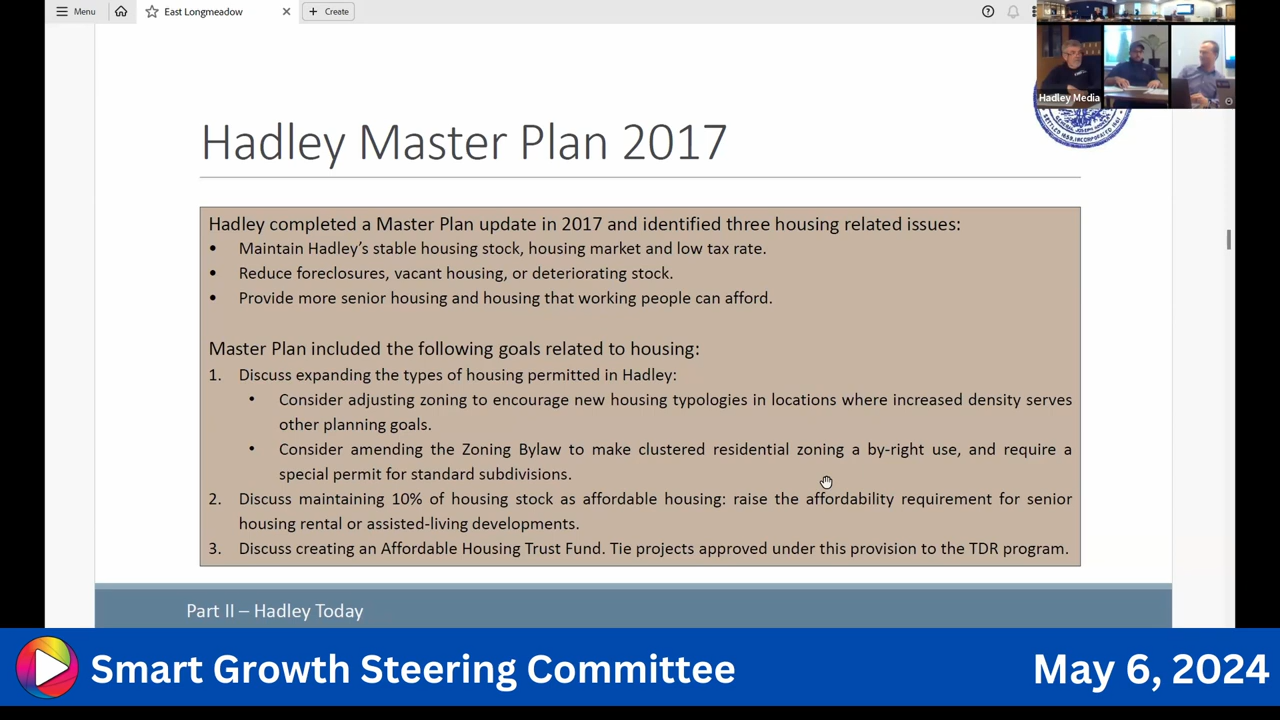 Menu
East Longmeadow
Create
Hadley Media
SETTLED 1659, INCORPORATED 1661
Hadley Master Plan 2017
Hadley completed a Master Plan update in 2017 and identified three housing related issues:
• Maintain Hadley’s stable housing stock, housing market and low tax rate.
• Reduce foreclosures, vacant housing, or deteriorating stock.
• Provide more senior housing and housing that working people can afford.
Master Plan included the following goals related to housing:
1. Discuss expanding the types of housing permitted in Hadley:
• Consider adjusting zoning to encourage new housing typologies in locations where increased density serves
other planning goals.
• Consider amending the Zoning Bylaw to make clustered residential zoning a by-right use, and require a
special permit for standard subdivisions.
2. Discuss maintaining 10% of housing stock as affordable housing: raise the affordability requirement for senior
housing rental or assisted-living developments.
3. Discuss creating an Affordable Housing Trust Fund. Tie projects approved under this provision to the TDR program.
Part II – Hadley Today
Smart Growth Steering Committee
May 6, 2024